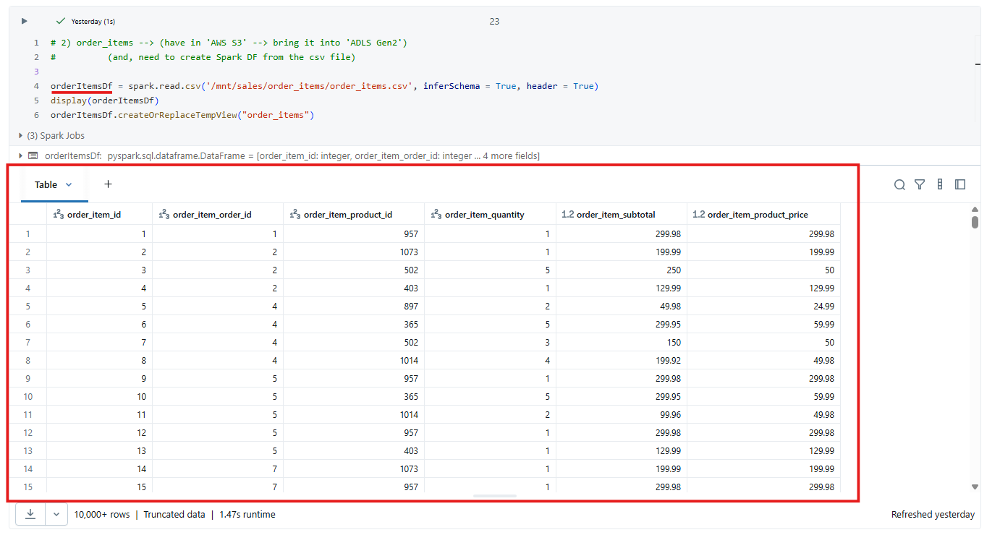 Yesterday (1s)
23
1 # 2) order_items --> (have in 'AWS S3' --> bring it into 'ADLS Gen2')
2 #          (and, need to create Spark DF from the csv file)
3
4 orderItemsDf = spark.read.csv('/mnt/sales/order_items/order_items.csv', inferSchema = True, header = True)
5 display(orderItemsDf)
6 orderItemsDf.createOrReplaceTempView("order_items")
(3) Spark Jobs
orderItemsDf: pyspark.sql.dataframe.DataFrame = [order_item_id: integer, order_item_order_id: integer ... 4 more fields]
Table +
1²3 order_item_id 1²3 order_item_order_id 1²3 order_item_product_id 1²3 order_item_quantity 1.2 order_item_subtotal 1.2 order_item_product_price
1 1 1 957 1 299.98 299.98
2 2 2 1073 1 199.99 199.99
3 3 2 502 5 250 50
4 4 2 403 1 129.99 129.99
5 5 4 897 2 49.98 24.99
6 6 4 365 5 299.95 59.99
7 7 4 502 3 150 50
8 8 4 1014 4 199.92 49.98
9 9 5 957 1 299.98 299.98
10 10 5 365 5 299.95 59.99
11 11 5 1014 2 99.96 49.98
12 12 5 957 1 299.98 299.98
13 13 5 403 1 129.99 129.99
14 14 7 1073 1 199.99 199.99
15 15 7 957 1 299.98 299.98
10,000+ rows | Truncated data | 1.47s runtime
Refreshed yesterday